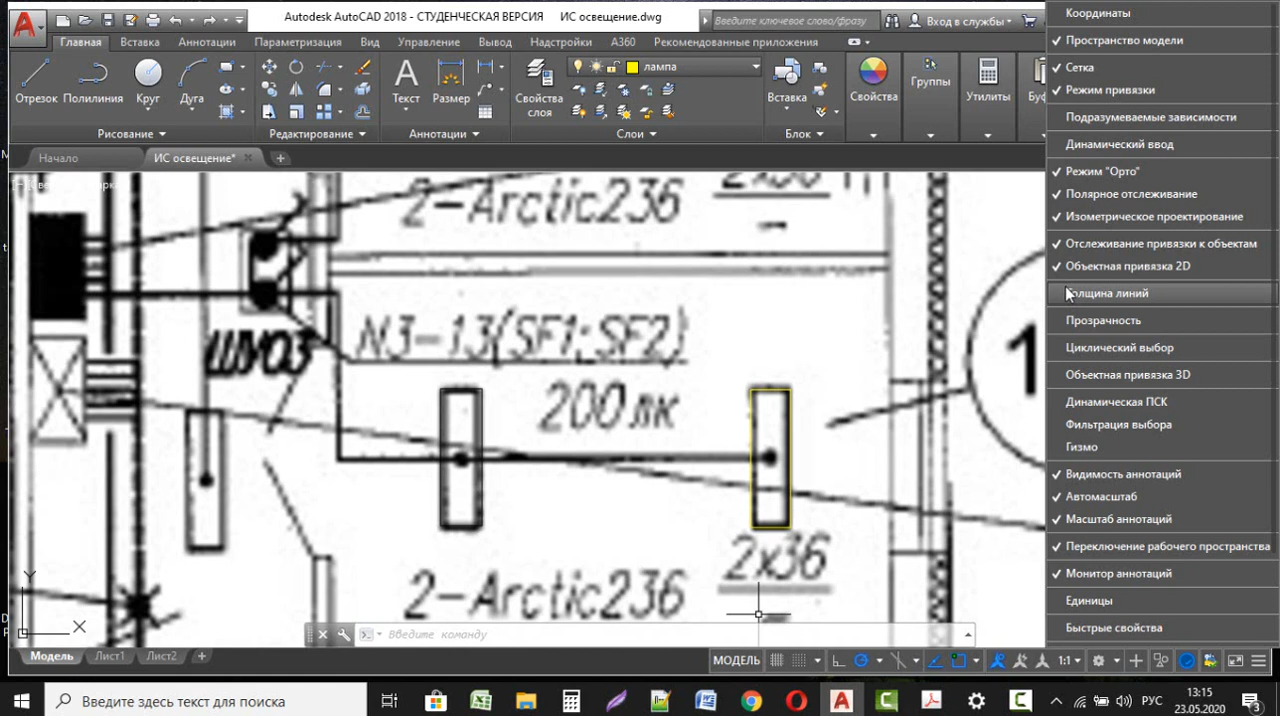 Autodesk AutoCAD 2018 - СТУДЕНЧЕСКАЯ ВЕРСИЯ ИС освещение.dwg
Введите ключевое слово/фразу
Вход в службы
Главная Вставка Аннотации Параметризация Вид Управление Вывод Надстройки A360 Рекомендованные приложения
лампа
Отрезок Полилиния Круг Дуга
Текст Размер
Свойства слоя
Вставка
Свойства
Группы
Утилиты
Рисование Редактирование Аннотации Слои Блок
Начало
ИС освещение*
2-Arctic236
N3-13(SF1; SF2)
200лк
2-Arctic236
2x36
1
Y
X
Введите команду
Модель Лист1 Лист2
МОДЕЛЬ
1:1
Координаты
Пространство модели
Сетка
Режим привязки
Подразумеваемые зависимости
Динамический ввод
Режим "Орто"
Полярное отслеживание
Изометрическое проектирование
Отслеживание привязки к объектам
Объектная привязка 2D
Толщина линий
Прозрачность
Циклический выбор
Объектная привязка 3D
Динамическая ПСК
Фильтрация выбора
Гизмо
Видимость аннотаций
Автомасштаб
Масштаб аннотаций
Переключение рабочего пространства
Монитор аннотаций
Единицы
Быстрые свойства
Введите здесь текст для поиска
РУС
13:15
23.05.2020
3